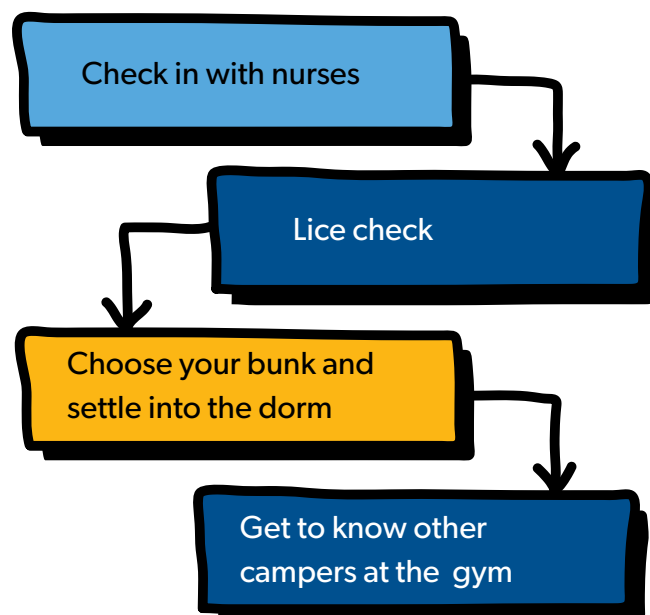 Check in with nurses
Lice check
Choose your bunk and
settle into the dorm
Get to know other
campers at the  gym